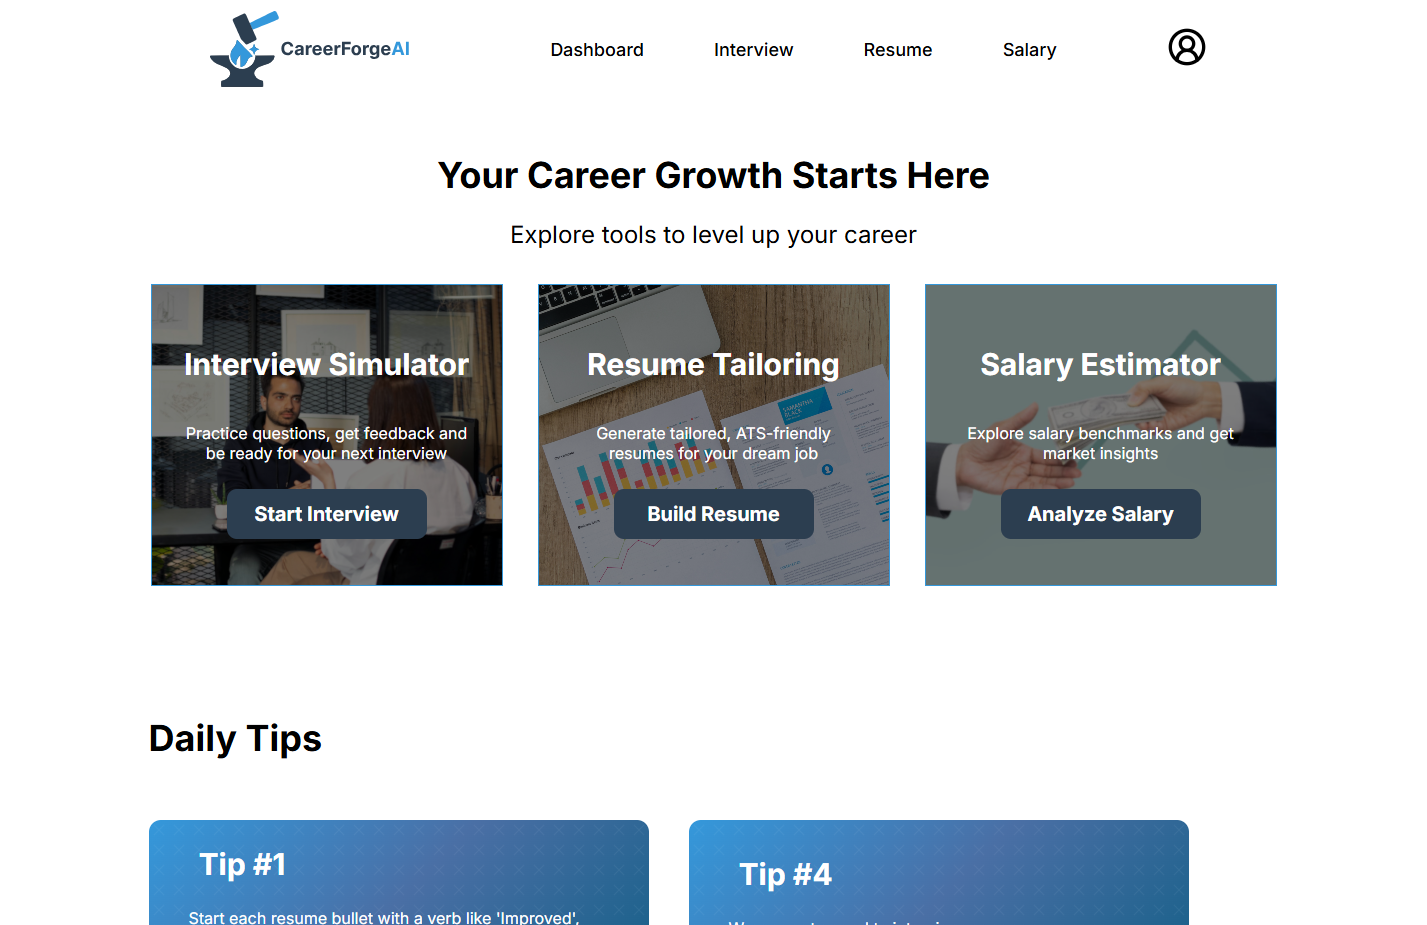 CareerForgeAI
Dashboard
Interview
Resume
Salary
Your Career Growth Starts Here
Explore tools to level up your career
Interview Simulator
Practice questions, get feedback and
be ready for your next interview
Start Interview
Resume Tailoring
SAMANTHA
BLACK
Generate tailored, ATS-friendly
resumes for your dream job
Build Resume
Salary Estimator
Explore salary benchmarks and get
market insights
Analyze Salary
Daily Tips
Tip #1
Start each resume bullet with a verb like 'Improved',
Tip #4